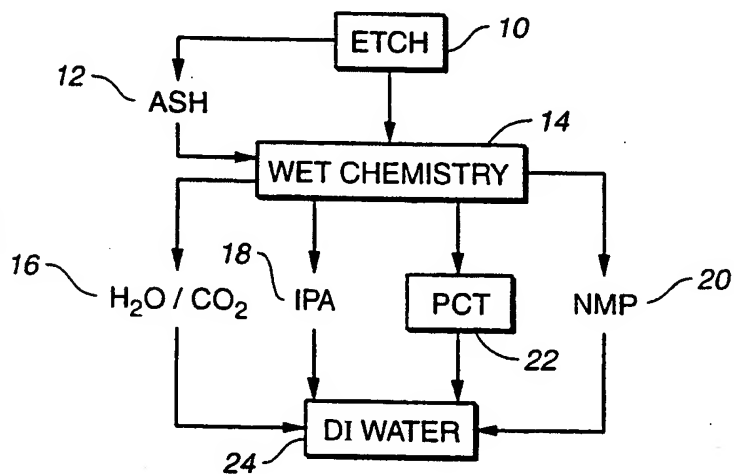 ETCH 10
12
ASH
14
WET CHEMISTRY
16 18 20
H₂O / CO₂ IPA PCT NMP
22
DI WATER
24